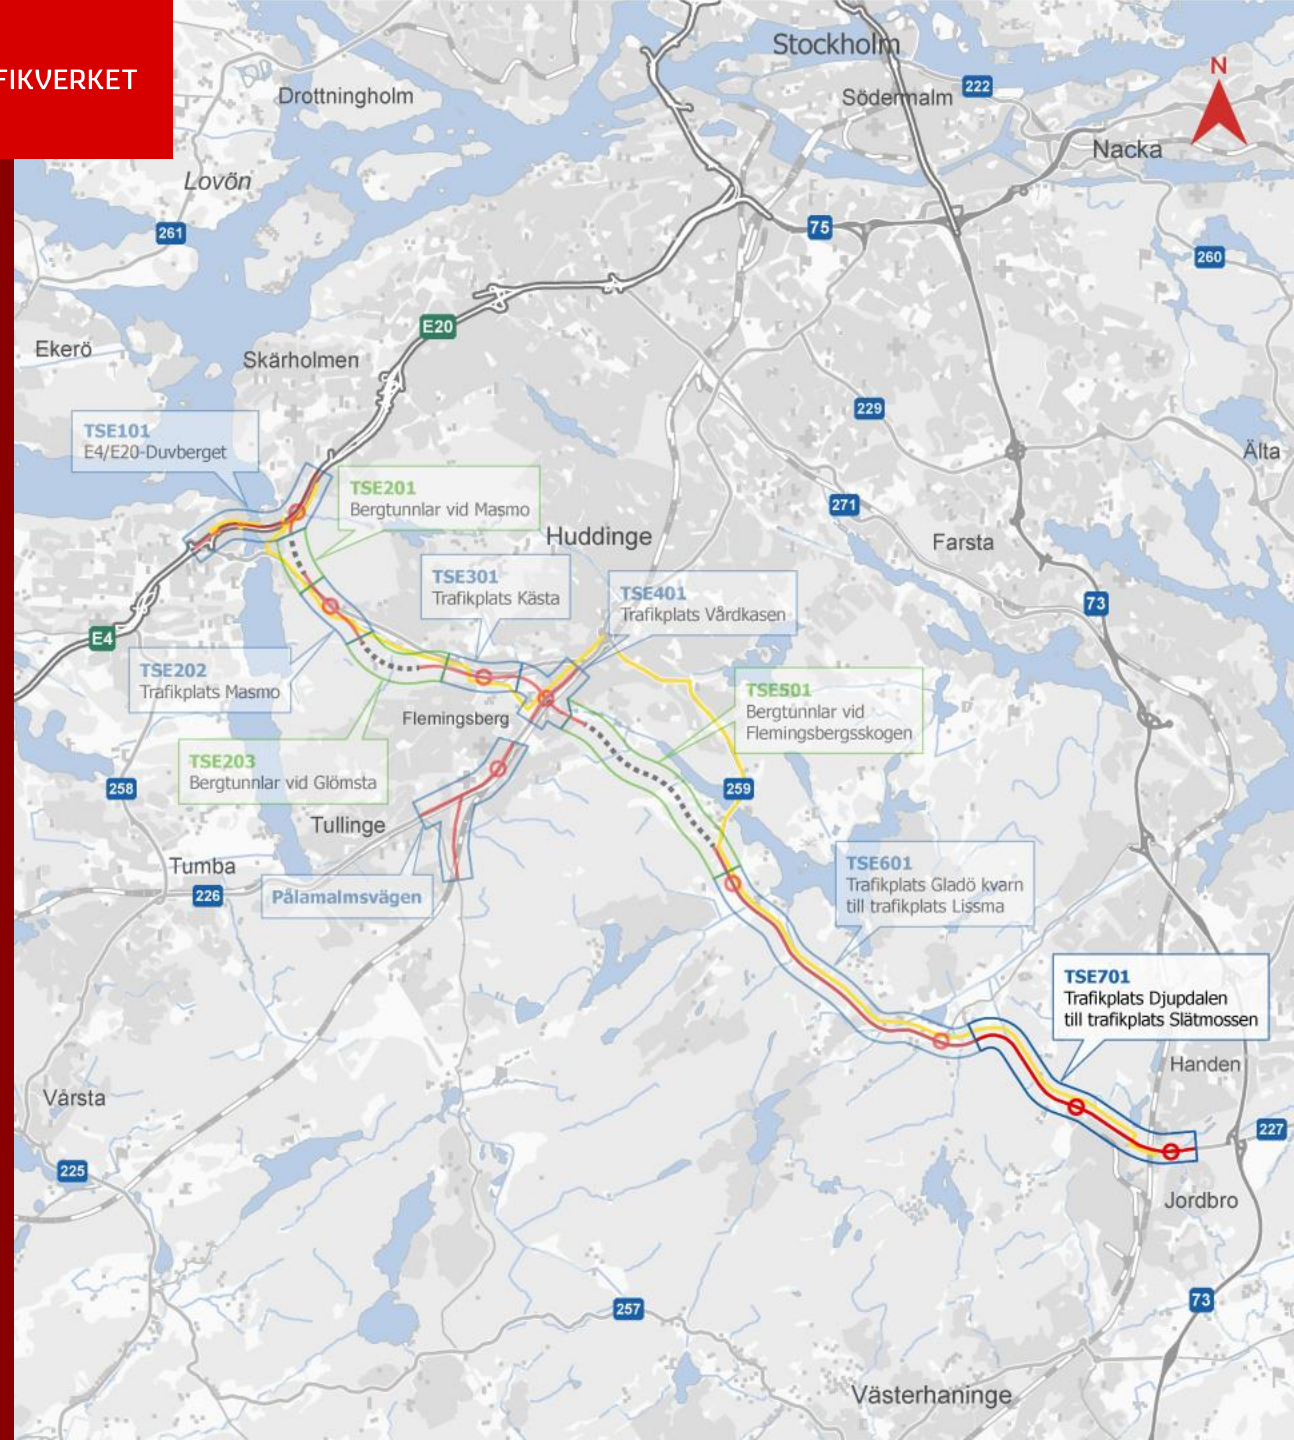 FIKVERKET
Stockholm
N
Drottningholm
Södermalm
222
Nacka
Lovön
261
75
260
E20
Ekerö
Skärholmen
229
TSE101
E4/E20-Duvberget
Älta
TSE201
Bergtunnlar vid Masmo
271
Huddinge
Farsta
TSE301
Trafikplats Kästa
TSE401
Trafikplats Vårdkasen
73
E4
TSE202
Trafikplats Masmo
TSE501
Bergtunnlar vid
Flemingsbergsskogen
Flemingsberg
TSE203
Bergtunnlar vid Glömsta
258
259
Tullinge
Tumba
226
Pålamalmsvägen
TSE601
Trafikplats Gladö kvarn
till trafikplats Lissma
TSE701
Trafikplats Djupdalen
till trafikplats Slätmossen
Handen
Vårsta
227
225
Jordbro
257
73
Västerhaninge